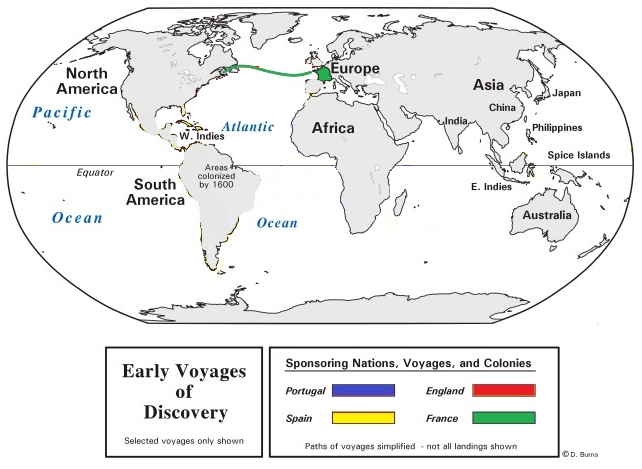 North
America
Europe
Asia
Japan
China
Pacific
India
Atlantic
Africa
Philippines
W. Indies
Spice Islands
Areas
colonized
by 1600
Equator
South
America
E. Indies
Ocean
Ocean
Australia
Early Voyages
of
Discovery
Selected voyages only shown
Sponsoring Nations, Voyages, and Colonies
Portugal
England
Spain
France
Paths of voyages simplified - not all landings shown
© D. Burns